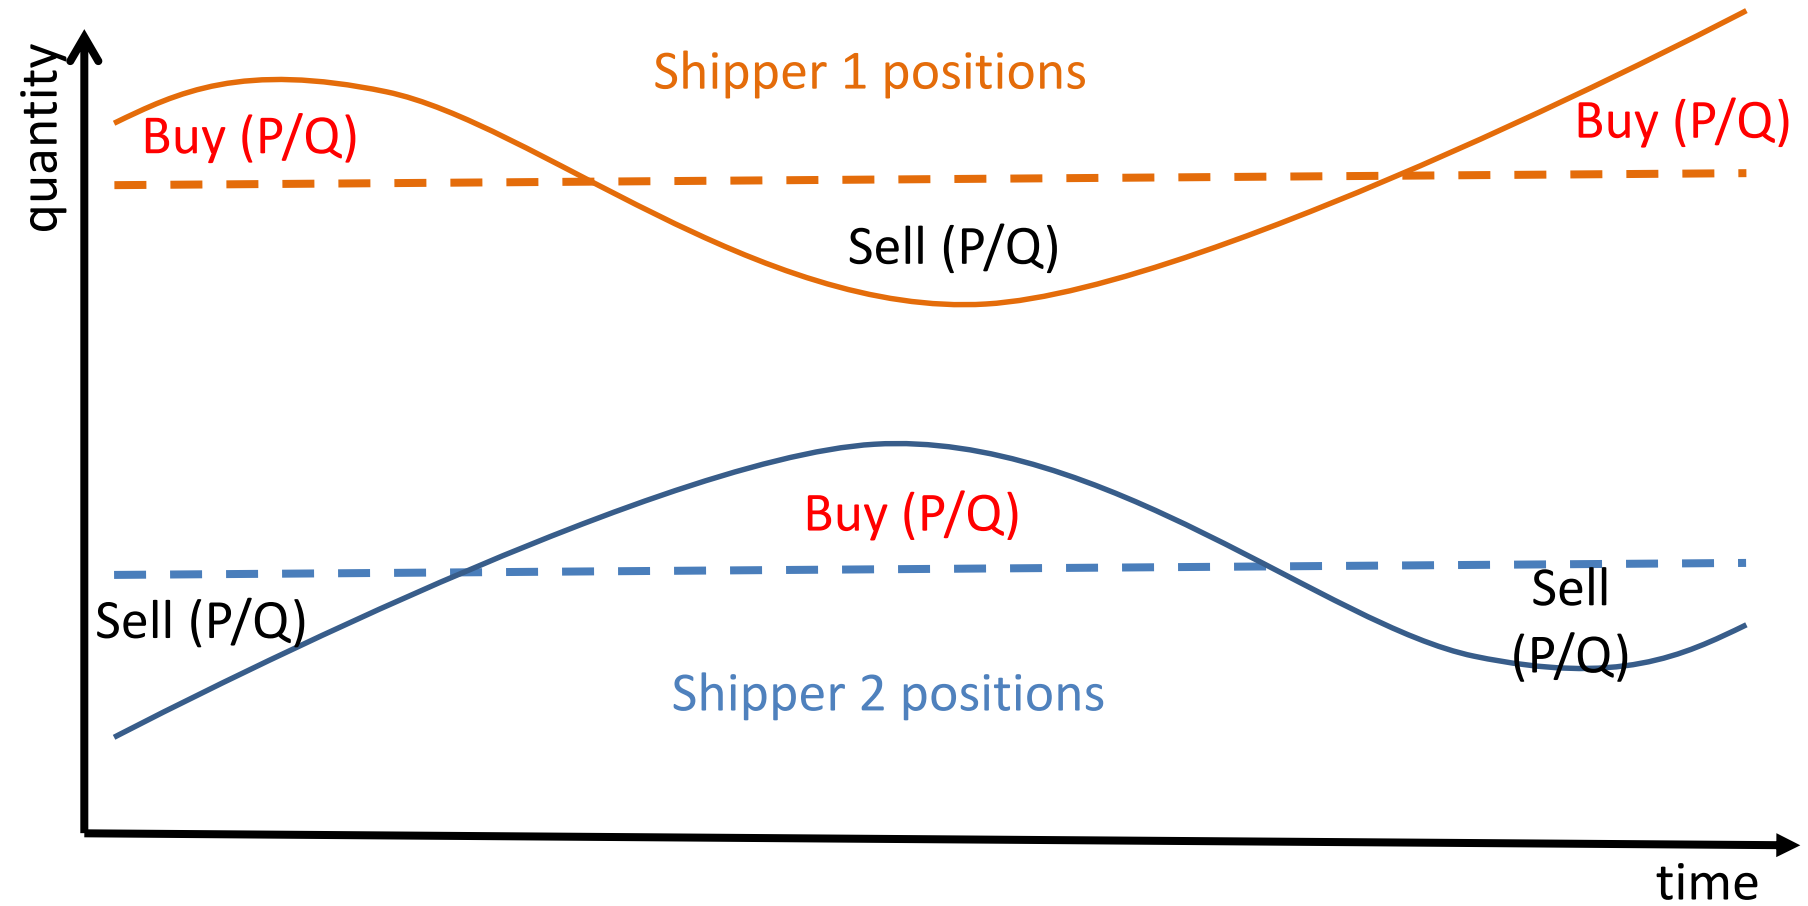 quantity
Shipper 1 positions
Buy (P/Q)
Buy (P/Q)
Sell (P/Q)
Buy (P/Q)
Sell (P/Q)
Sell
(P/Q)
Shipper 2 positions
time